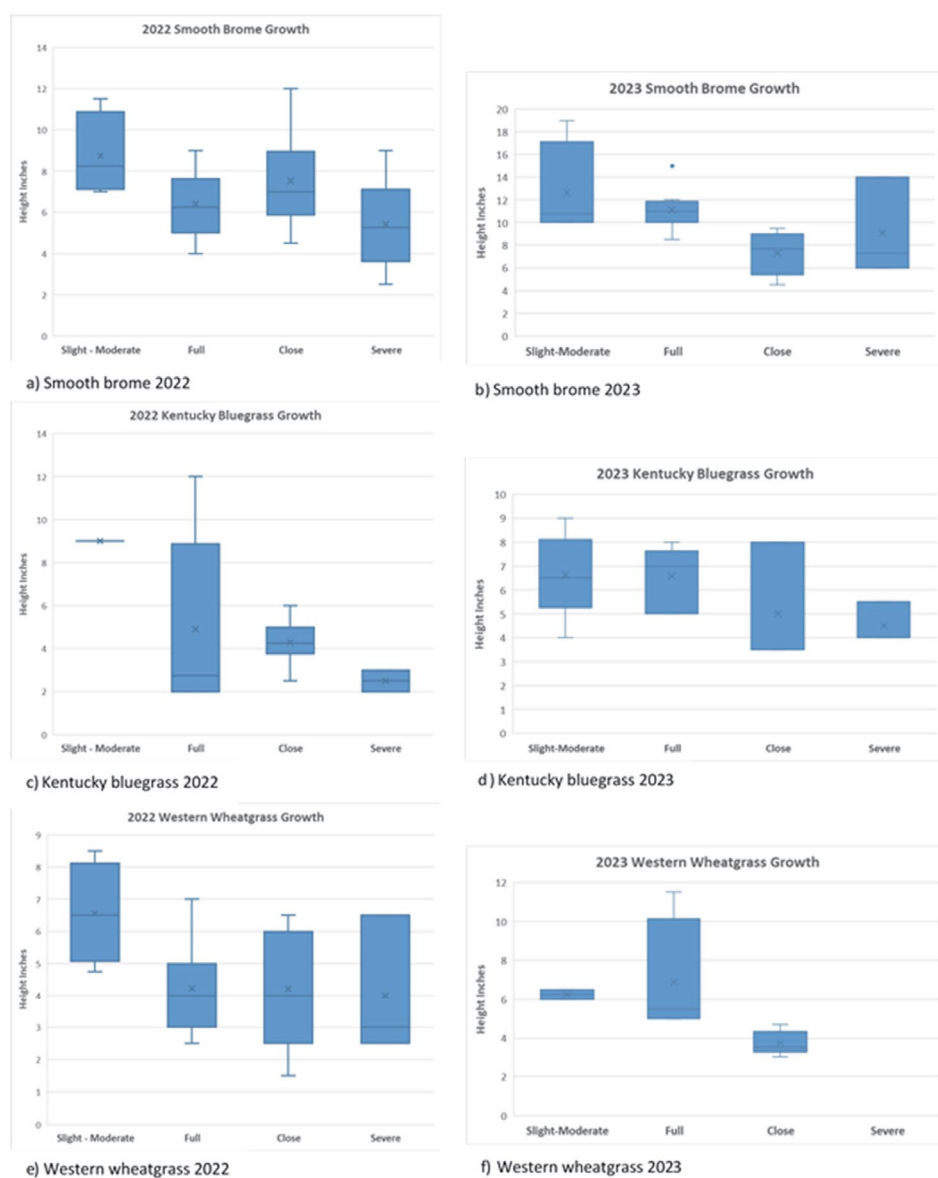 2022 Smooth Brome Growth
14
12
10
8
6
4
2
0
Height Inches
Slight - Moderate Full Close Severe
a) Smooth brome 2022
2023 Smooth Brome Growth
20
18
16
14
12
10
8
6
4
2
0
Height Inches
Slight-Moderate Full Close Severe
b) Smooth brome 2023
2022 Kentucky Bluegrass Growth
14
12
10
8
6
4
2
0
Height Inches
Slight - Moderate Full Close Severe
c) Kentucky bluegrass 2022
2023 Kentucky Bluegrass Growth
10
9
8
7
6
5
4
3
2
1
0
Height Inches
Slight-Moderate Full Close Severe
d) Kentucky bluegrass 2023
2022 Western Wheatgrass Growth
9
8
7
6
5
4
3
2
1
0
Height Inches
Slight - Moderate Full Close Severe
e) Western wheatgrass 2022
2023 Western Wheatgrass Growth
12
10
8
6
4
2
0
Height Inches
Slight-Moderate Full Close Severe
f) Western wheatgrass 2023